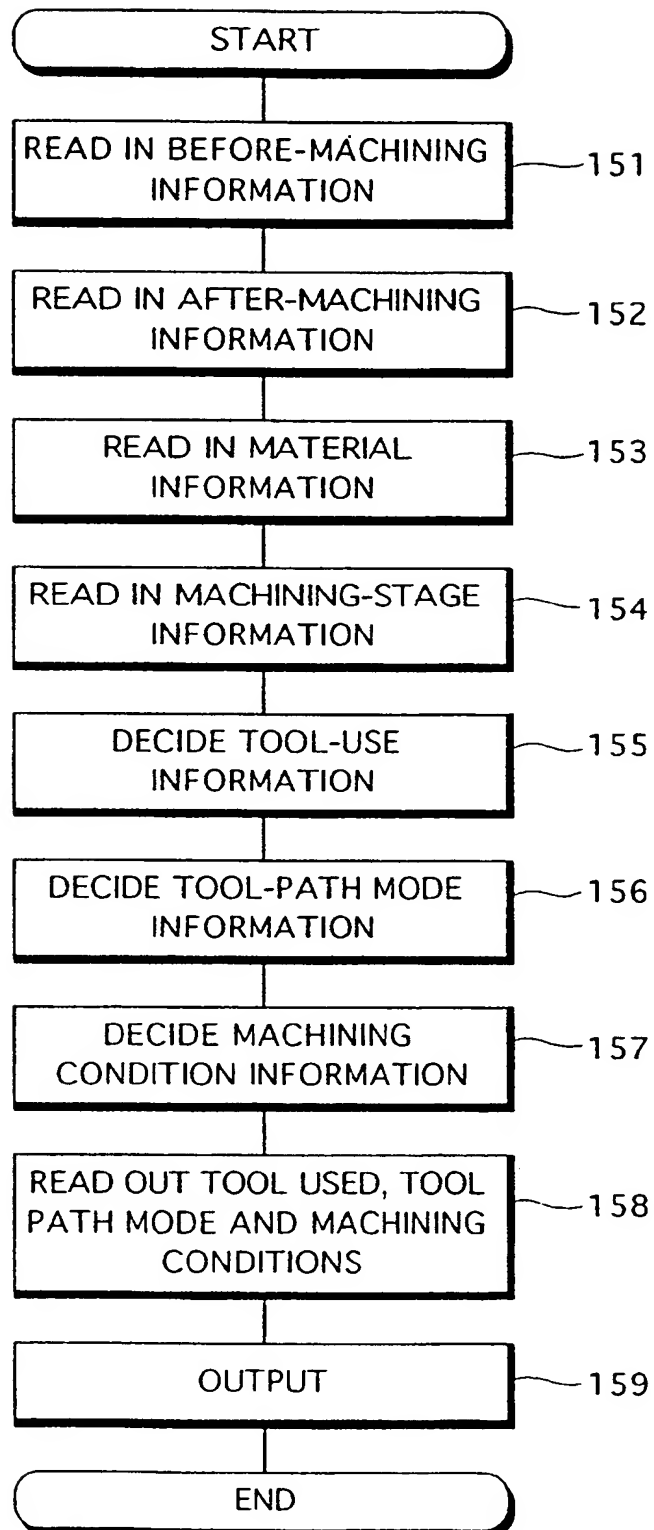 START
READ IN BEFORE-MACHINING
INFORMATION
151
READ IN AFTER-MACHINING
INFORMATION
152
READ IN MATERIAL
INFORMATION
153
READ IN MACHINING-STAGE
INFORMATION
154
DECIDE TOOL-USE
INFORMATION
155
DECIDE TOOL-PATH MODE
INFORMATION
156
DECIDE MACHINING
CONDITION INFORMATION
157
READ OUT TOOL USED, TOOL
PATH MODE AND MACHINING
CONDITIONS
158
OUTPUT
159
END